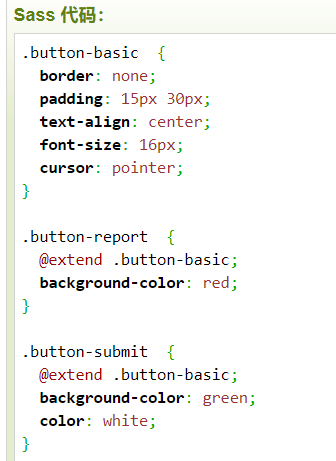 Sass 代码：
.button-basic  {
  border: none;
  padding: 15px 30px;
  text-align: center;
  font-size: 16px;
  cursor: pointer;
}

.button-report  {
  @extend .button-basic;
  background-color: red;
}

.button-submit  {
  @extend .button-basic;
  background-color: green;
  color: white;
}